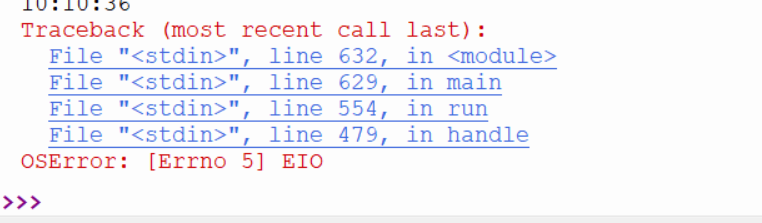 10:10:36
Traceback (most recent call last):
File "<stdin>", line 632, in <module>
File "<stdin>", line 629, in main
File "<stdin>", line 554, in run
File "<stdin>", line 479, in handle
OSError: [Errno 5] EIO
>>>